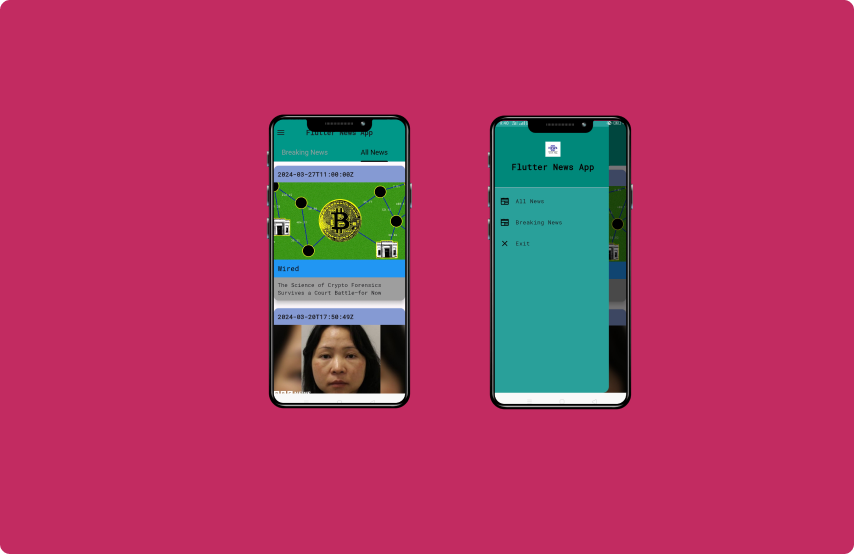 Flutter News App
Breaking News
All News
2024-03-27T11:00:00Z
Wired
The Science of Crypto Forensics
Survives a Court Battle—for Now
2024-03-20T17:50:49Z
Flutter News App
All News
Breaking News
Exit